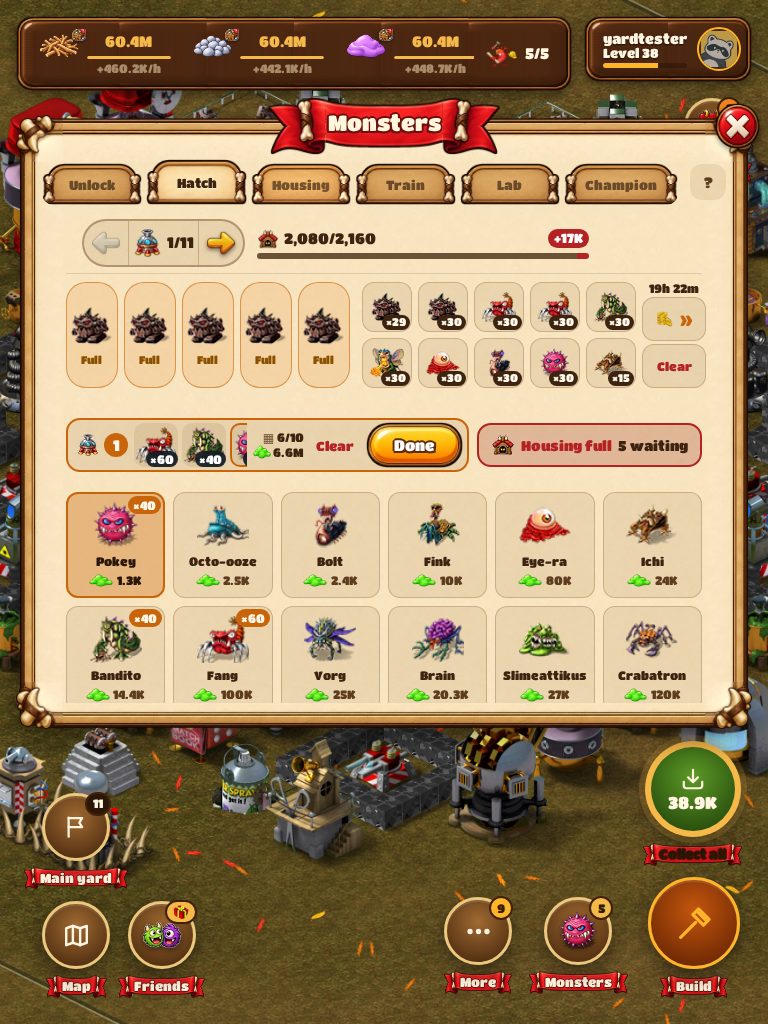 60.4M 60.4M 60.4M 5/5
+460.2K/h +442.1K/h +448.7K/h
yardtester
Level 38
Monsters
Unlock Hatch Housing Train Lab Champion ?
1/11 2,080/2,160 +17K
19h 22m
Full Full Full Full Full
×29 ×30 ×30 ×30 ×30
×30 ×30 ×30 ×30 ×15
Clear
1 ×60 ×40 6/10 6.6M Clear Done
Housing full 5 waiting
×40
Pokey Octo-ooze Bolt Fink Eye-ra Ichi
1.3K 2.5K 2.4K 10K 80K 24K
×40 ×60
Bandito Fang Vorg Brain Slimeattikus Crabatron
14.4K 100K 25K 20.3K 27K 120K
SPRAY
11
Main yard
38.9K
Collect all
Map
Friends
9
More
5
Monsters
Build